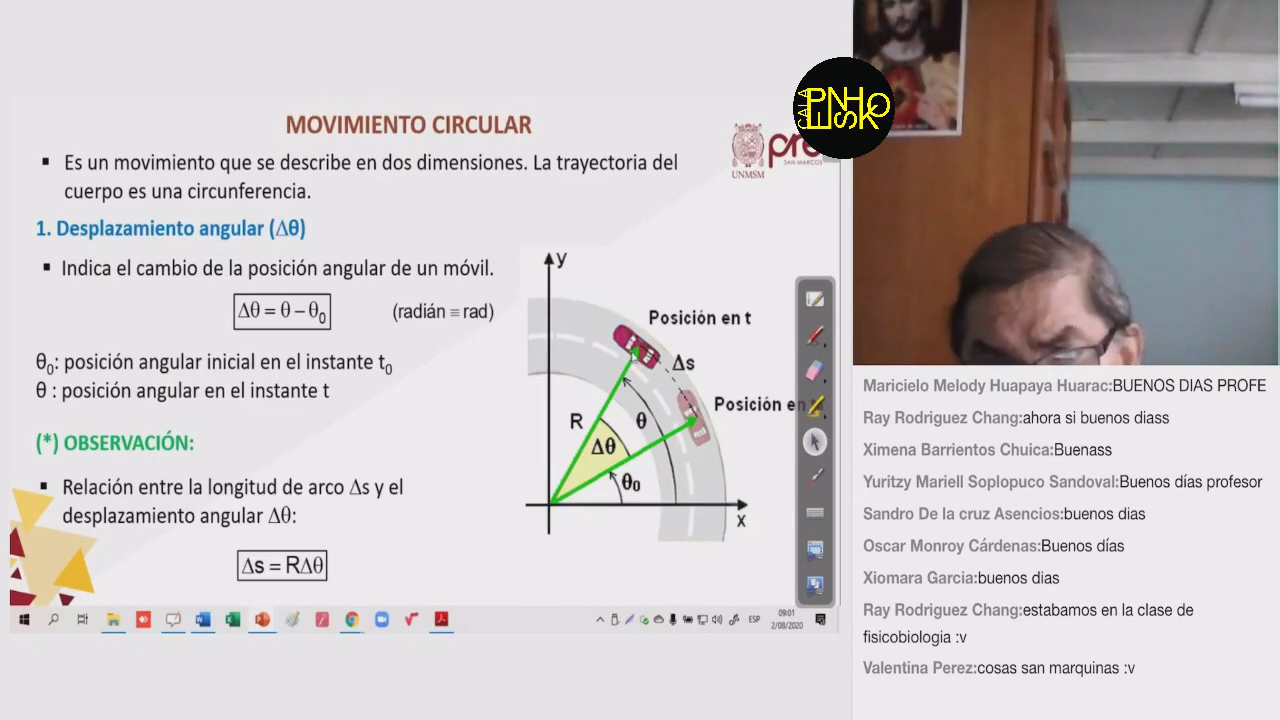 MOVIMIENTO CIRCULAR
▪ Es un movimiento que se describe en dos dimensiones. La trayectoria del
cuerpo es una circunferencia.
1. Desplazamiento angular (Δθ)
▪ Indica el cambio de la posición angular de un móvil.
Δθ = θ − θ₀ (radián ≡ rad)
θ₀: posición angular inicial en el instante t₀
θ : posición angular en el instante t
(*) OBSERVACIÓN:
▪ Relación entre la longitud de arco Δs y el
desplazamiento angular Δθ:
Δs = RΔθ
UNMSM
pre
SAN MARCOS
y
Posición en t
Δs
Posición en
R
θ
Δθ
θ₀
x
ESP
09:01
2/08/2020
CALA
PNHO
ESK
Maricielo Melody Huapaya Huarac:BUENOS DIAS PROFE
Ray Rodriguez Chang:ahora si buenos diass
Ximena Barrientos Chuica:Buenass
Yuritzy Mariell Soplopuco Sandoval:Buenos días profesor
Sandro De la cruz Asencios:buenos dias
Oscar Monroy Cárdenas:Buenos días
Xiomara Garcia:buenos dias
Ray Rodriguez Chang:estabamos en la clase de
fisicobiologia :v
Valentina Perez:cosas san marquinas :v